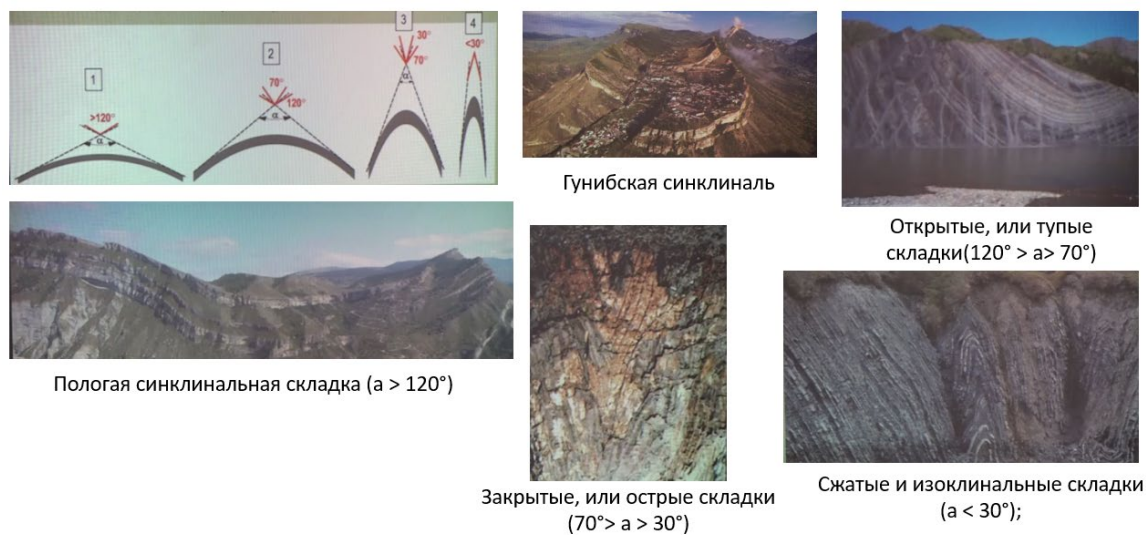 1
>120°
α
2
70°
120°
α
3
30°
70°
α
4
<30°
Гунибская синклиналь
Открытые, или тупые
складки(120° > a> 70°)
Пологая синклинальная складка (a > 120°)
Закрытые, или острые складки
(70°> a > 30°)
Сжатые и изоклинальные складки
(a < 30°);